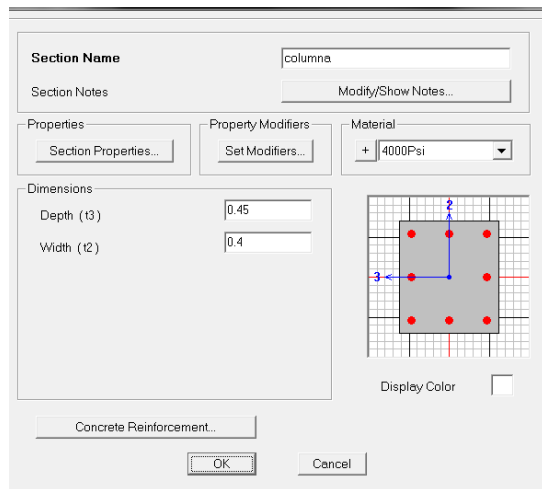 Section Name columna
Section Notes Modify/Show Notes...
Properties Property Modifiers Material
Section Properties... Set Modifiers... + 4000Psi
Dimensions
Depth (t3) 0.45
Width (t2) 0.4
2
3
Display Color
Concrete Reinforcement...
OK Cancel